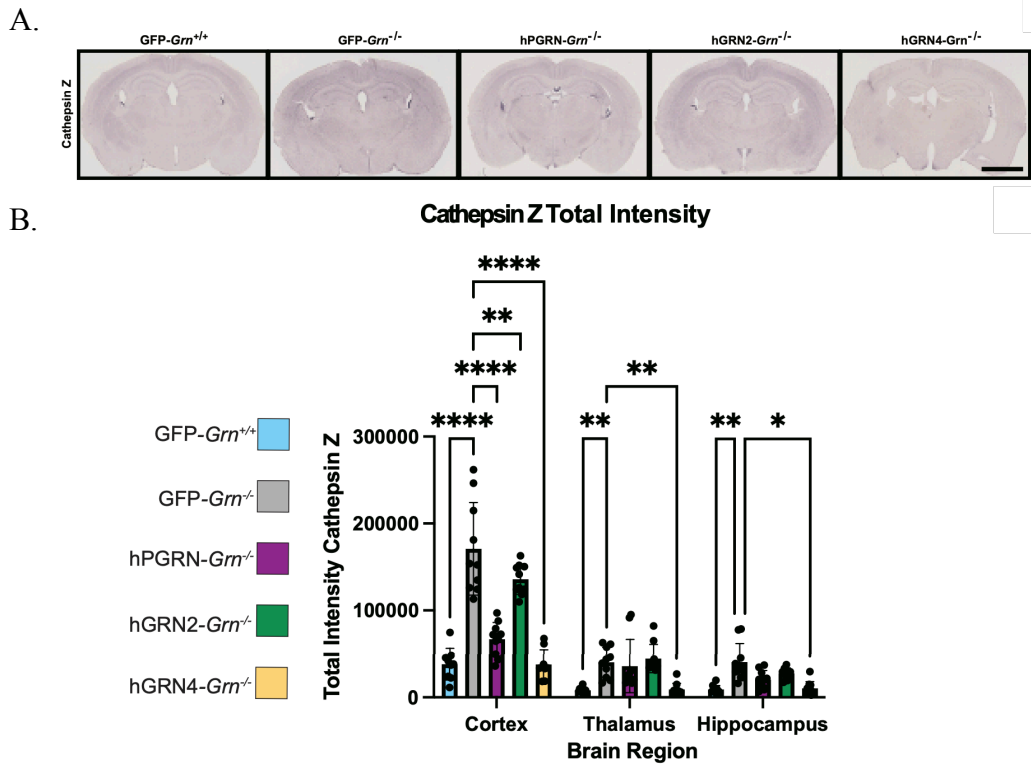 A.
GFP-Grn+/+ GFP-Grn-/- hPGRN-Grn-/- hGRN2-Grn-/- hGRN4-Grn-/-
Cathepsin Z
B.
Cathepsin Z Total Intensity
****
**
****
**
****
**
**
*
GFP-Grn+/+
GFP-Grn-/-
hPGRN-Grn-/-
hGRN2-Grn-/-
hGRN4-Grn-/-
Total Intensity Cathepsin Z
300000
200000
100000
0
Cortex Thalamus Hippocampus
Brain Region